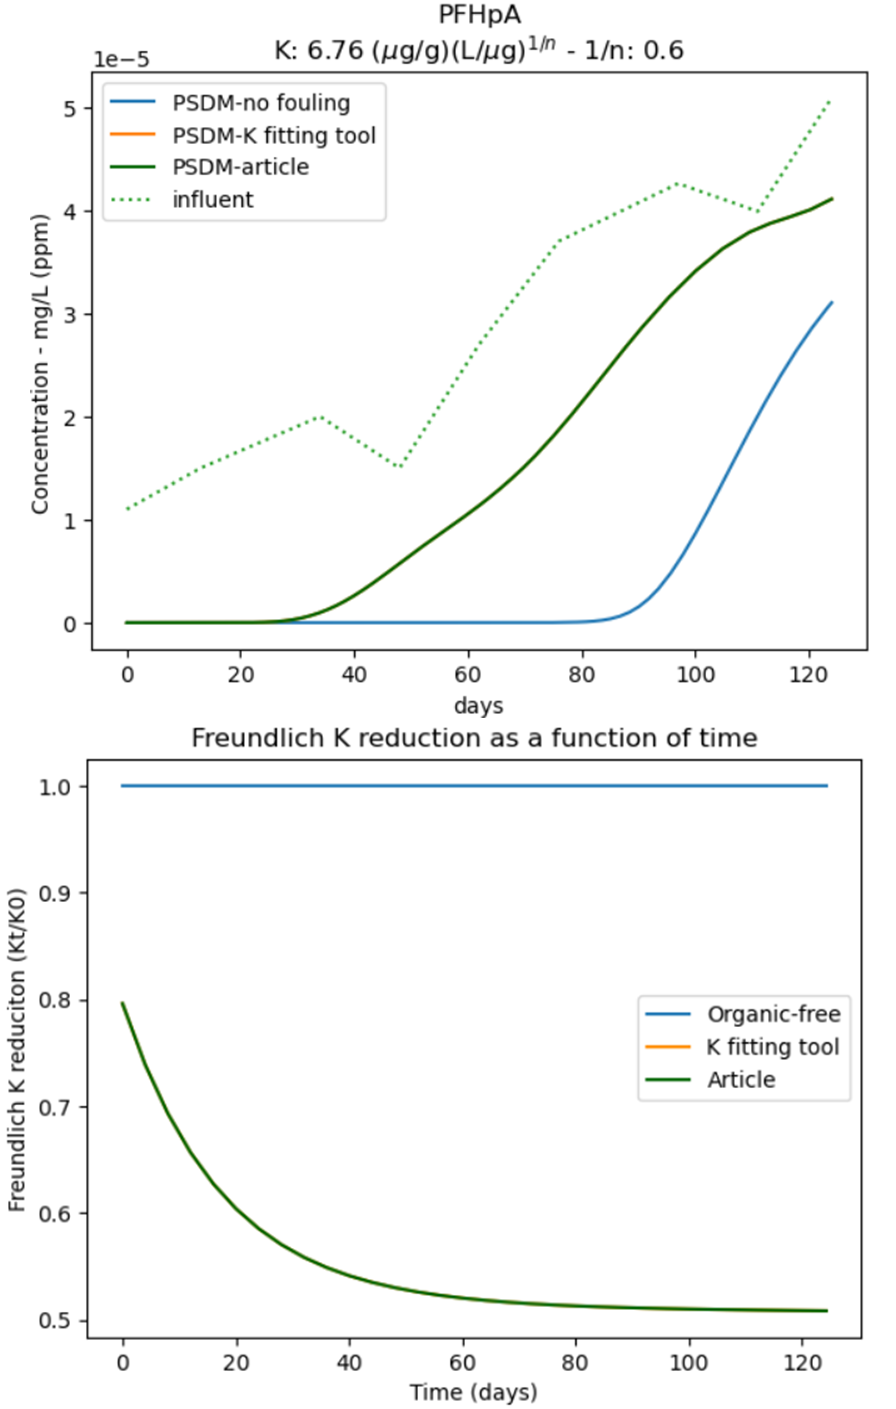 PFHpA
K: 6.76 (μg/g)(L/μg)^{1/n} - 1/n: 0.6
1e−5
PSDM-no fouling
PSDM-K fitting tool
PSDM-article
influent
5
4
3
2
1
0
Concentration - mg/L (ppm)
0 20 40 60 80 100 120
days
Freundlich K reduction as a function of time
1.0
0.9
0.8
0.7
0.6
0.5
Freundlich K reduciton (Kt/K0)
Organic-free
K fitting tool
Article
0 20 40 60 80 100 120
Time (days)